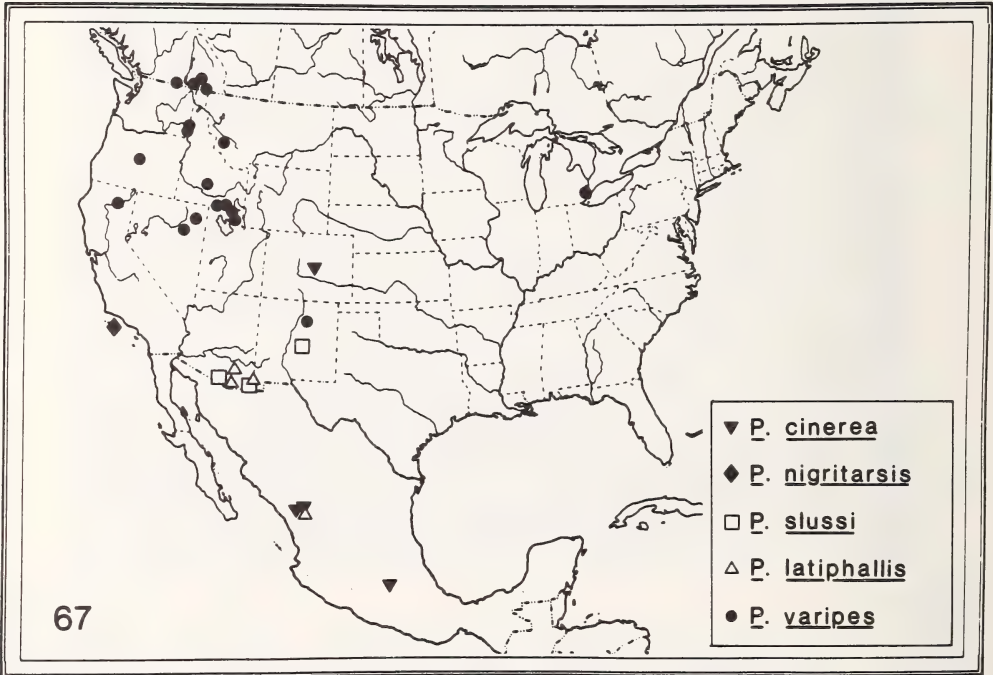 P. cinerea
P. nigritarsis
P. slussi
P. latiphallis
P. varipes
67